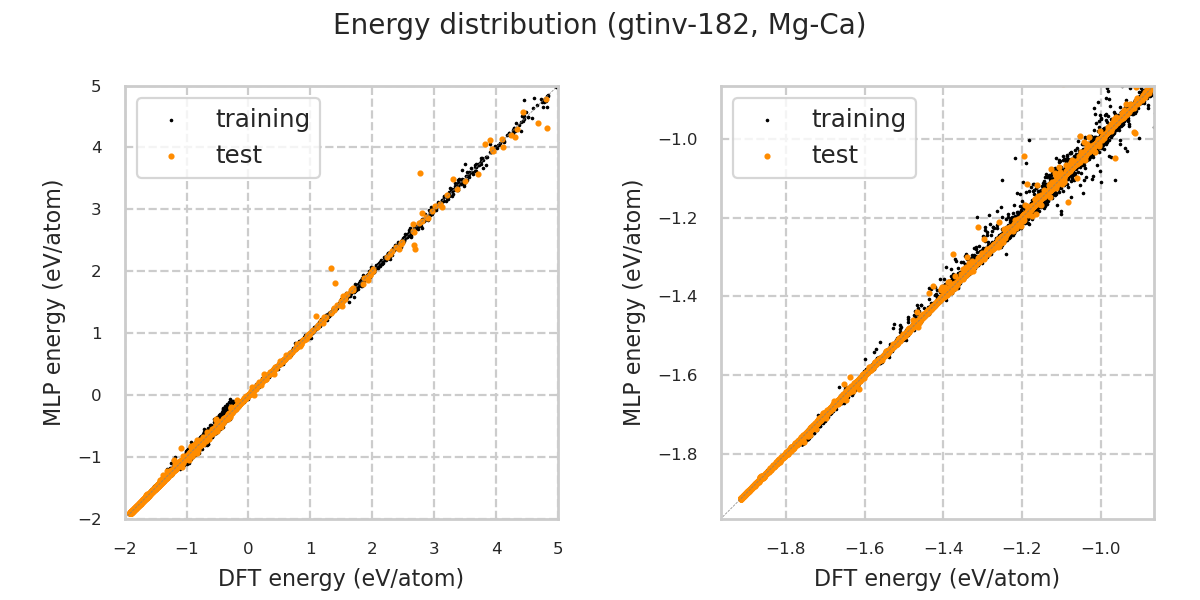 Energy distribution (gtinv-182, Mg-Ca)
MLP energy (eV/atom)
5
4
3
2
1
0
−1
−2
training
test
−2 −1 0 1 2 3 4 5
DFT energy (eV/atom)
MLP energy (eV/atom)
−1.0
−1.2
−1.4
−1.6
−1.8
training
test
−1.8 −1.6 −1.4 −1.2 −1.0
DFT energy (eV/atom)